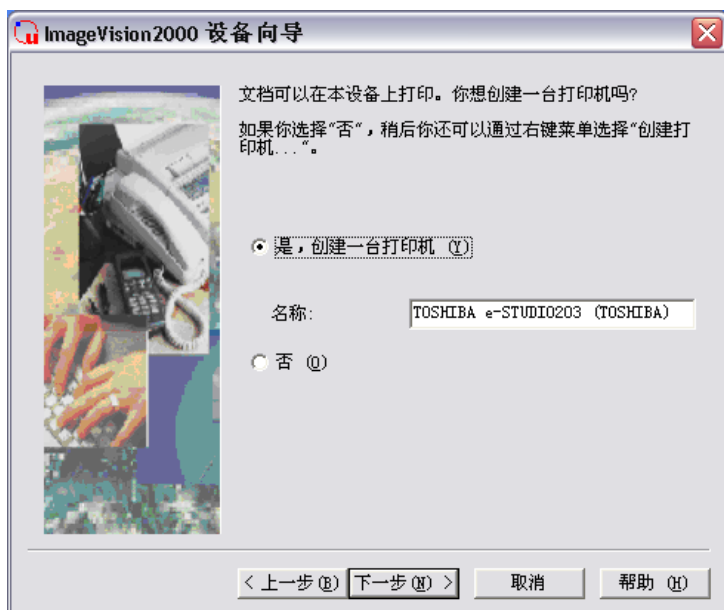 ImageVision2000 设备向导
文档可以在本设备上打印。你想创建一台打印机吗?
如果你选择"否"，稍后你还可以通过右键菜单选择"创建打
印机..."。
是，创建一台打印机 (Y)
名称:
TOSHIBA e-STUDIO203 (TOSHIBA)
否 (O)
< 上一步(B)
下一步(N) >
取消
帮助 (H)